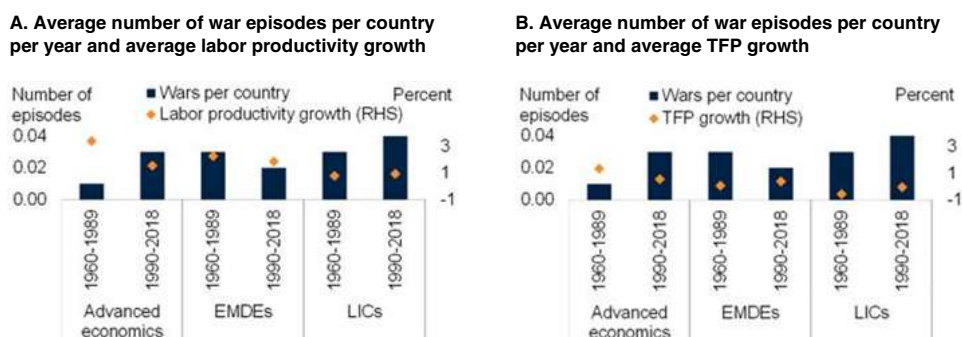 A. Average number of war episodes per country
per year and average labor productivity growth
Number of
episodes
Wars per country
Labor productivity growth (RHS)
Percent
0.04
0.02
0.00
3
1
-1
1960-1989
1990-2018
1960-1989
1990-2018
1960-1989
1990-2018
Advanced
economics
EMDEs
LICs
B. Average number of war episodes per country
per year and average TFP growth
Number of
episodes
Wars per country
TFP growth (RHS)
Percent
0.04
0.02
0.00
3
1
-1
1960-1989
1990-2018
1960-1989
1990-2018
1960-1989
1990-2018
Advanced
economics
EMDEs
LICs